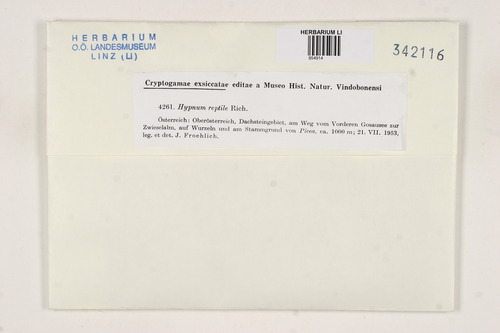 HERBARIUM
O.Ö. LANDESMUSEUM
LINZ (LI)
HERBARIUM LI
342116
Cryptogamae exsiccatae editae a Museo Hist. Natur. Vindobonensi
4261. Hypnum reptile Rich.
Österreich: Oberösterreich, Dachsteingebiet, am Weg vom Vorderen Gosausee zur
Zwieselalm, auf Wurzeln und am Stammgrund von Picea, ca. 1000 m; 21. VII. 1953,
leg. et det. J. Froehlich.